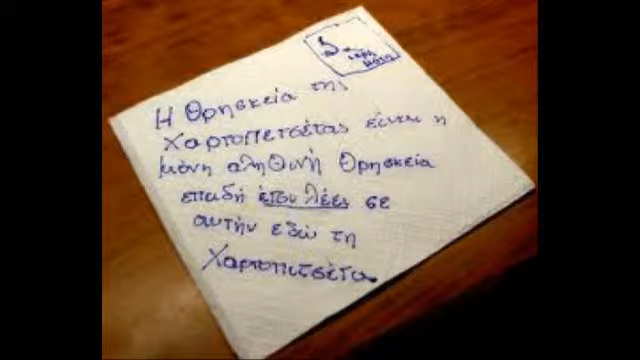 Η Θρησκεία της
Χαρτοπετσέτας είναι η
μόνη αληθινή Θρησκεία
επειδή έτσι λέει σε
αυτήν εδώ τη
Χαρτοπετσέτα.